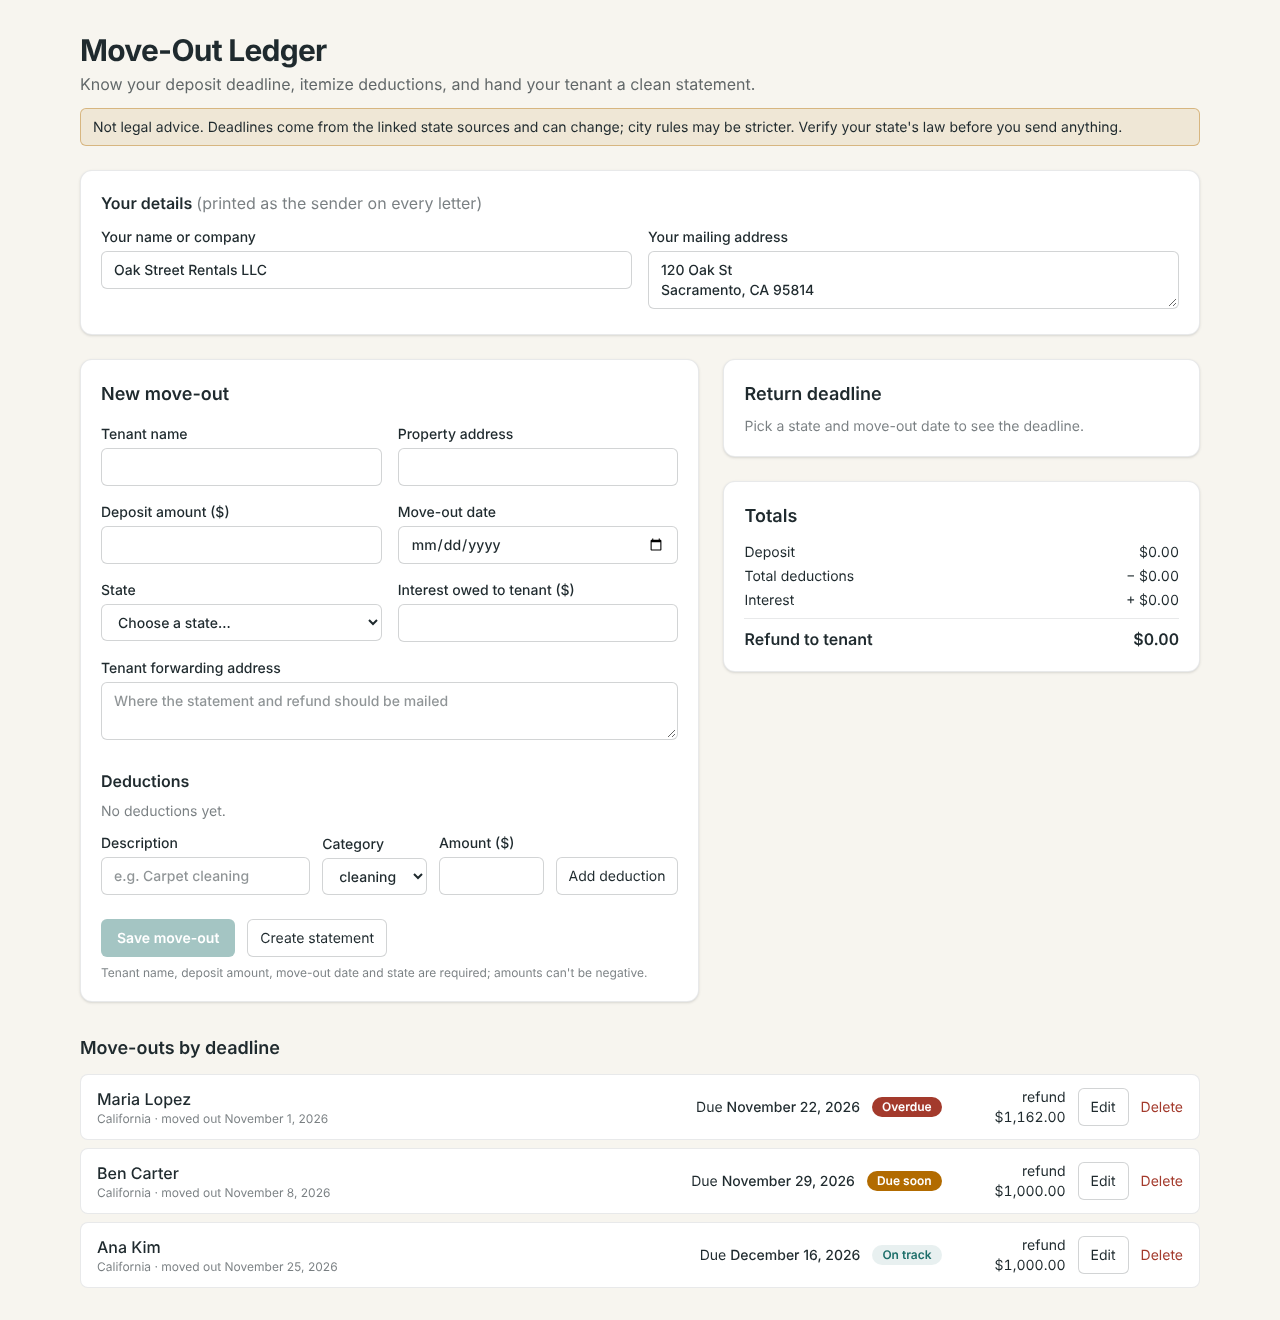 Move-Out Ledger
Know your deposit deadline, itemize deductions, and hand your tenant a clean statement.
Not legal advice. Deadlines come from the linked state sources and can change; city rules may be stricter. Verify your state's law before you send anything.
Your details (printed as the sender on every letter)
Your name or company
Oak Street Rentals LLC
Your mailing address
120 Oak St
Sacramento, CA 95814
New move-out
Tenant name
Property address
Deposit amount ($)
Move-out date
mm/dd/yyyy
State
Choose a state...
Interest owed to tenant ($)
Tenant forwarding address
Where the statement and refund should be mailed
Deductions
No deductions yet.
Description
e.g. Carpet cleaning
Category
cleaning
Amount ($)
Add deduction
Save move-out
Create statement
Tenant name, deposit amount, move-out date and state are required; amounts can't be negative.
Return deadline
Pick a state and move-out date to see the deadline.
Totals
Deposit $0.00
Total deductions − $0.00
Interest + $0.00
Refund to tenant $0.00
Move-outs by deadline
Maria Lopez
California · moved out November 1, 2026
Due November 22, 2026 Overdue
refund
$1,162.00
Edit Delete
Ben Carter
California · moved out November 8, 2026
Due November 29, 2026 Due soon
refund
$1,000.00
Edit Delete
Ana Kim
California · moved out November 25, 2026
Due December 16, 2026 On track
refund
$1,000.00
Edit Delete